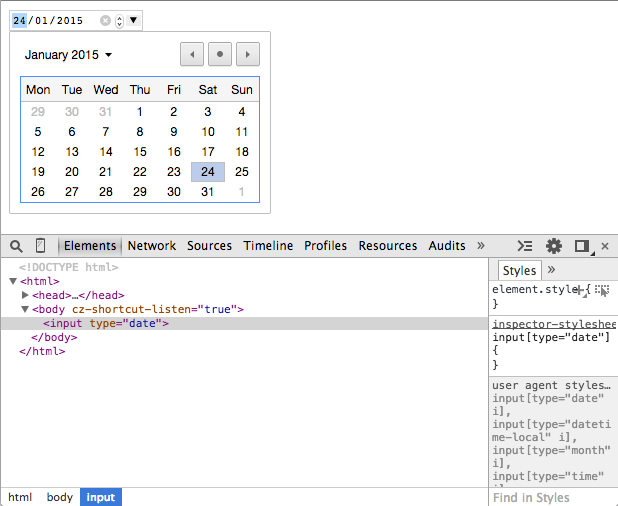 24/01/2015
January 2015
Mon Tue Wed Thu Fri Sat Sun
29 30 31 1 2 3 4
5 6 7 8 9 10 11
12 13 14 15 16 17 18
19 20 21 22 23 24 25
26 27 28 29 30 31 1
Elements Network Sources Timeline Profiles Resources Audits »
<!DOCTYPE html>
<html>
<head>…</head>
<body cz-shortcut-listen="true">
<input type="date">
</body>
</html>
html body input
Styles »
element.style {
}
inspector-styleshee
input[type="date"]
{
}
user agent styles…
input[type="date"
i],
input[type="dateti
me-local" i],
input[type="month"
i],
input[type="time"
Find in Styles